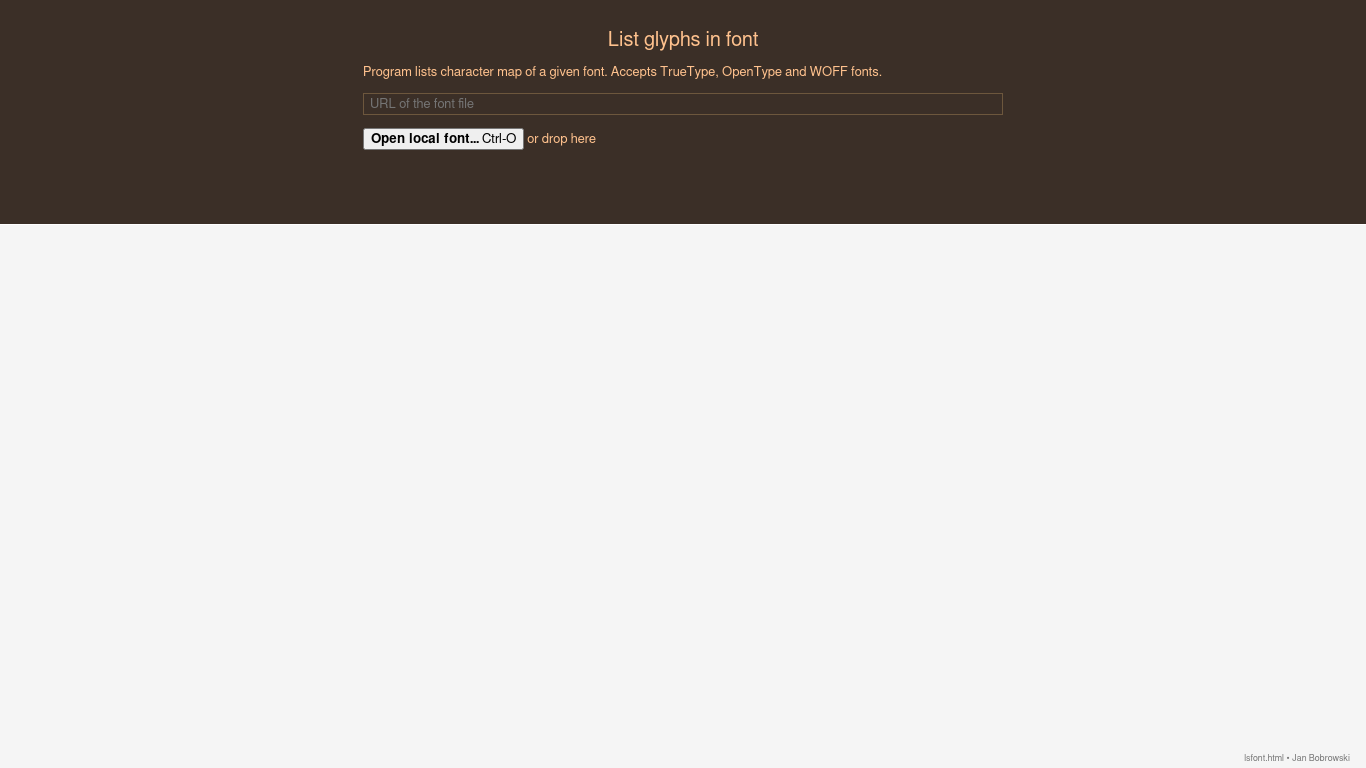 List glyphs in font
Program lists character map of a given font. Accepts TrueType, OpenType and WOFF fonts.
URL of the font file
Open local font... Ctrl-O or drop here
lsfont.html • Jan Bobrowski